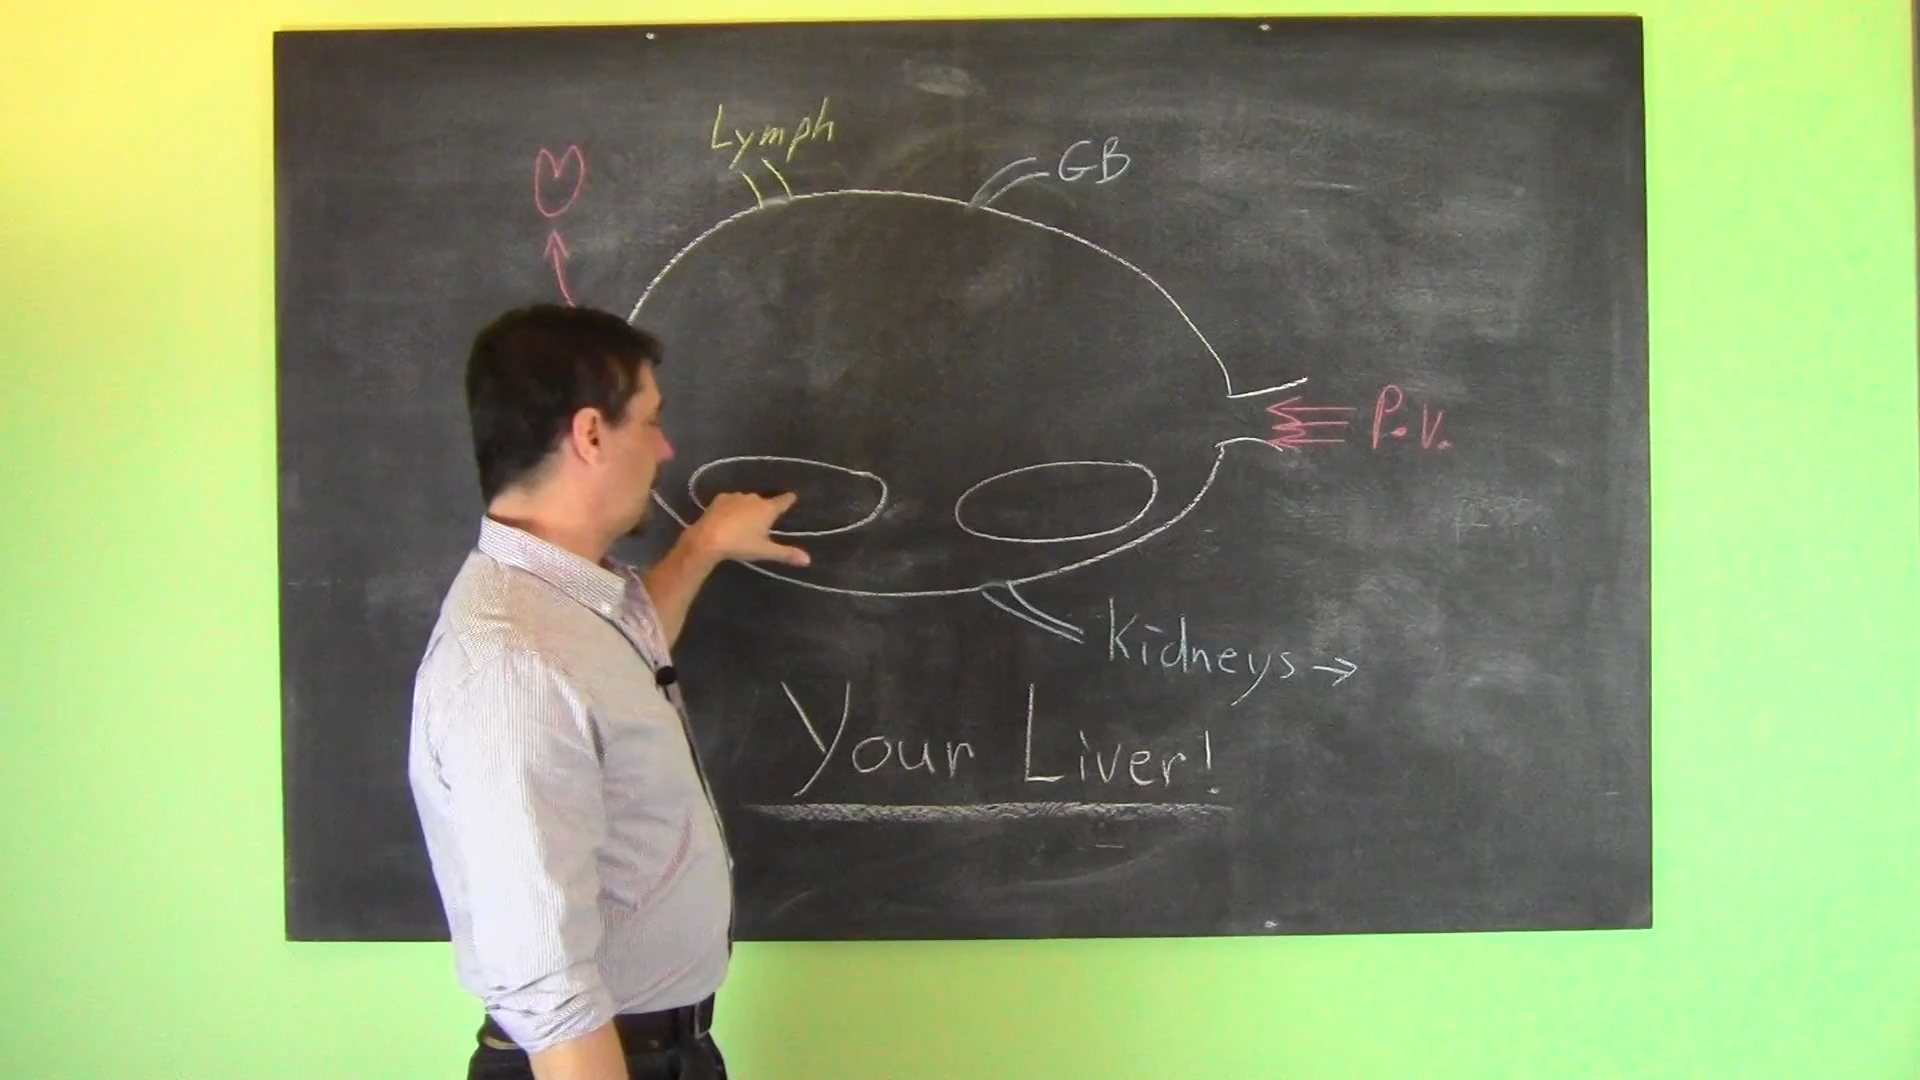 Lymph
GB
P.V.
Kidneys →
Your Liver!